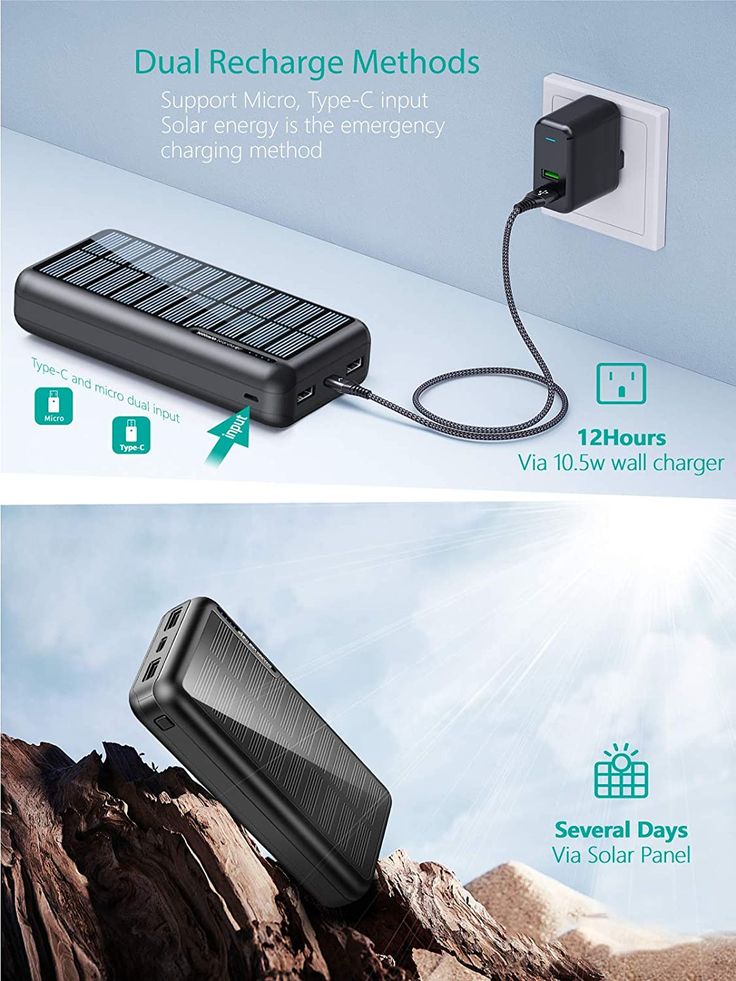 Dual Recharge Methods
Support Micro, Type-C input
Solar energy is the emergency
charging method
Type-C and micro dual input
Micro
Type-C
input
12Hours
Via 10.5w wall charger
Several Days
Via Solar Panel